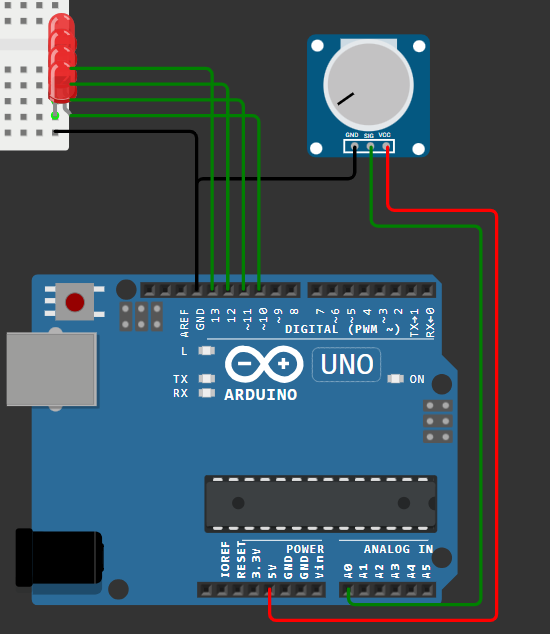 GND SIG VCC
AREF
GND
13
12
~11
~10
~9
8
7
~6
~5
4
~3
2
TX→1
RX←0
DIGITAL (PWM ~)
L
TX
RX
UNO
ARDUINO
ON
POWER
ANALOG IN
IOREF
RESET
3.3V
5V
GND
GND
Vin
A0
A1
A2
A3
A4
A5